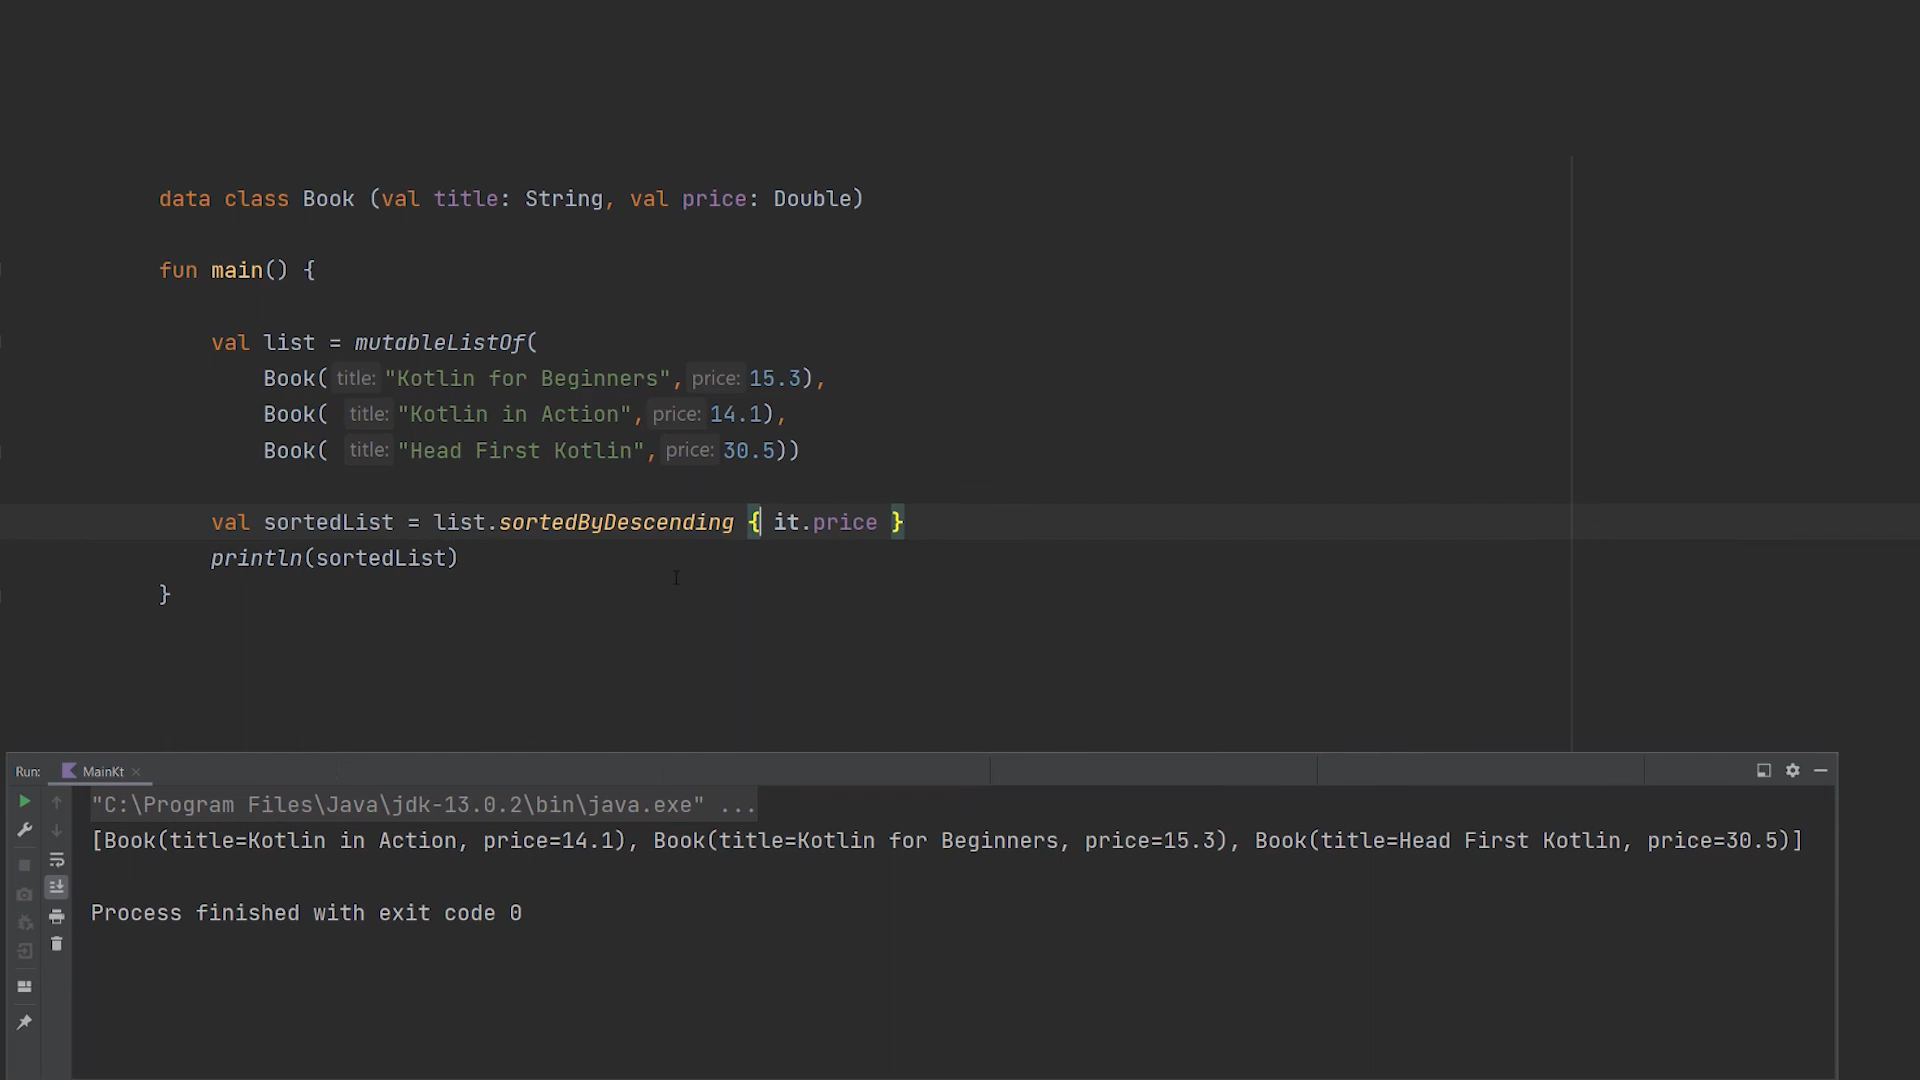 data class Book (val title: String, val price: Double)
fun main() {
val list = mutableListOf(
Book( title: "Kotlin for Beginners", price: 15.3),
Book( title: "Kotlin in Action", price: 14.1),
Book( title: "Head First Kotlin", price: 30.5))
val sortedList = list.sortedByDescending { it.price }
println(sortedList)
}
Run: MainKt
"C:\Program Files\Java\jdk-13.0.2\bin\java.exe" ...
[Book(title=Kotlin in Action, price=14.1), Book(title=Kotlin for Beginners, price=15.3), Book(title=Head First Kotlin, price=30.5)]
Process finished with exit code 0